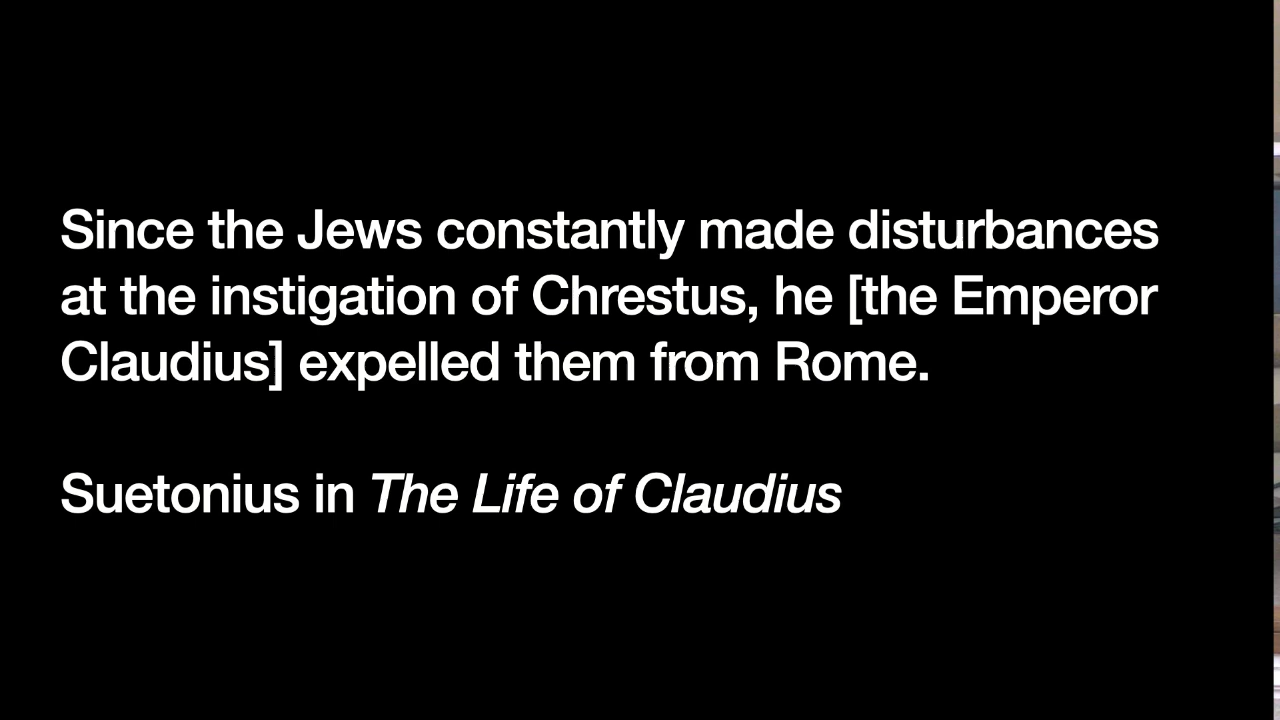 Since the Jews constantly made disturbances
at the instigation of Chrestus, he [the Emperor
Claudius] expelled them from Rome.
Suetonius in The Life of Claudius